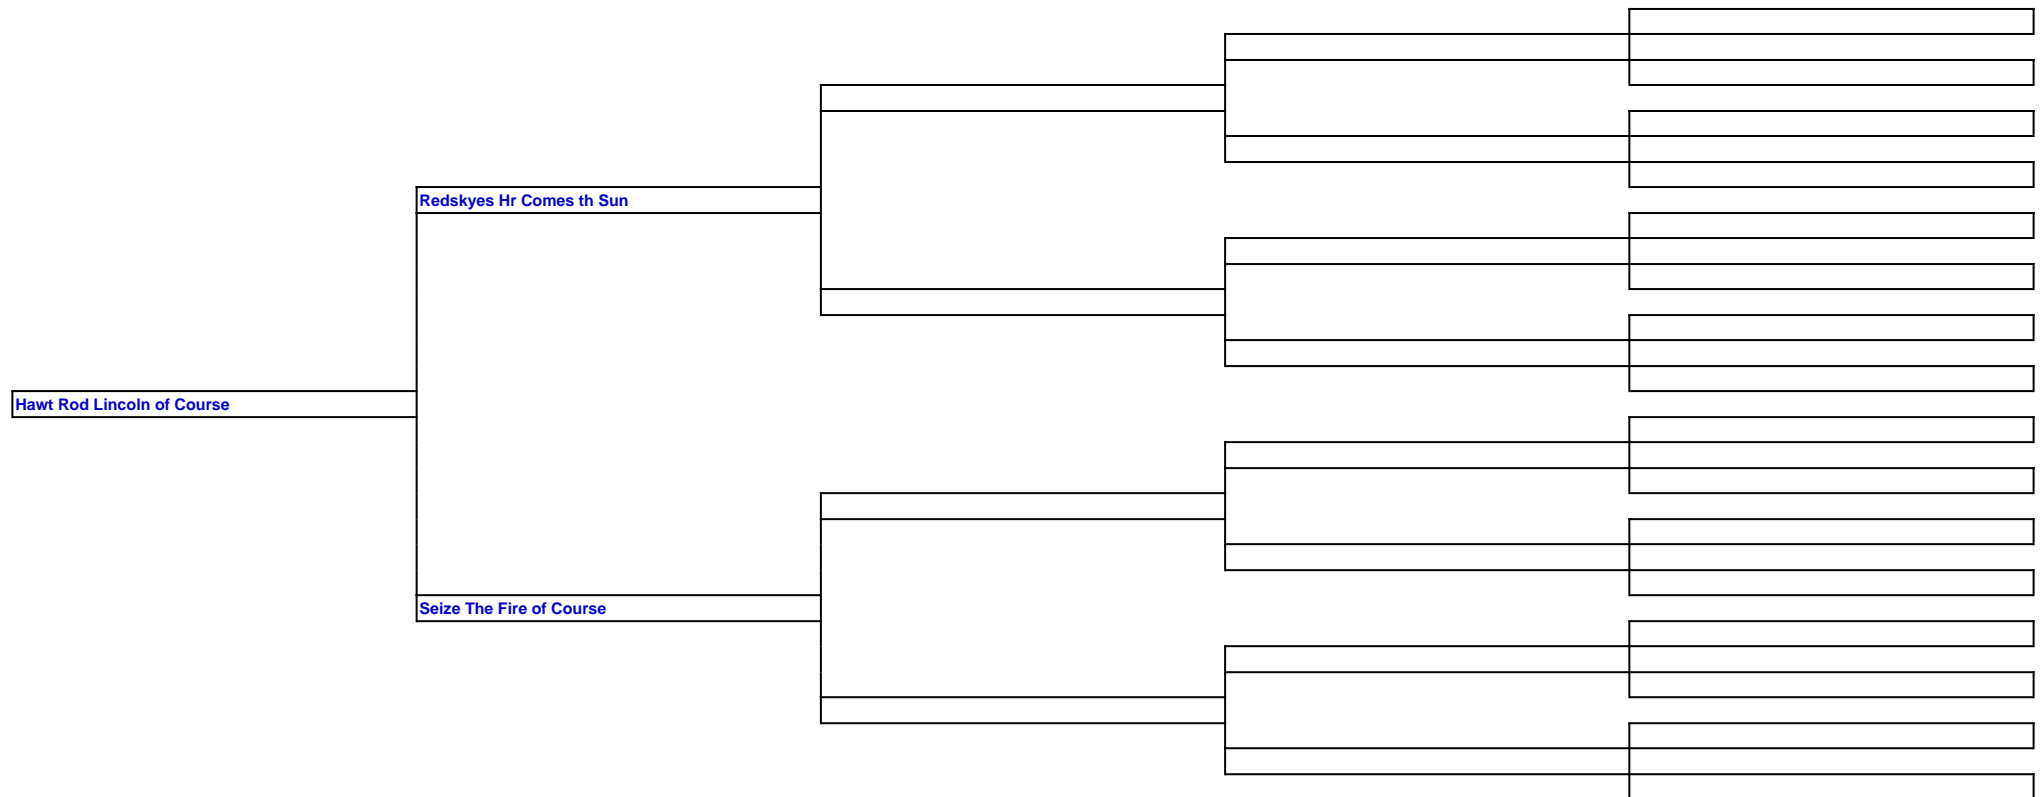 Redskyes Hr Comes th Sun
Hawt Rod Lincoln of Course
Seize The Fire of Course